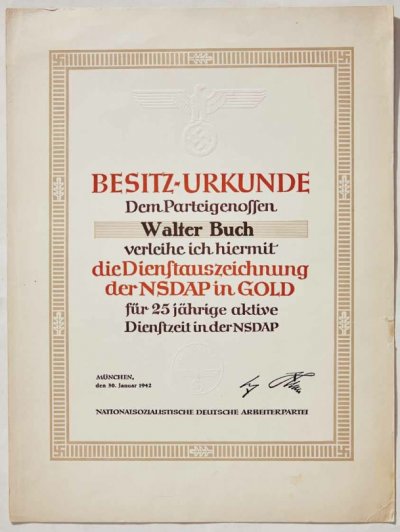 BESITZ-URKUNDE
Dem Parteigenossen
Walter Buch
verleihe ich hiermit
die Dienstauszeichnung
der NSDAP in GOLD
für 25 jährige aktive
Dienstzeit in der NSDAP
MÜNCHEN,
den 30. Januar 1942
NATIONALSOZIALISTISCHE DEUTSCHE ARBEITERPARTEI